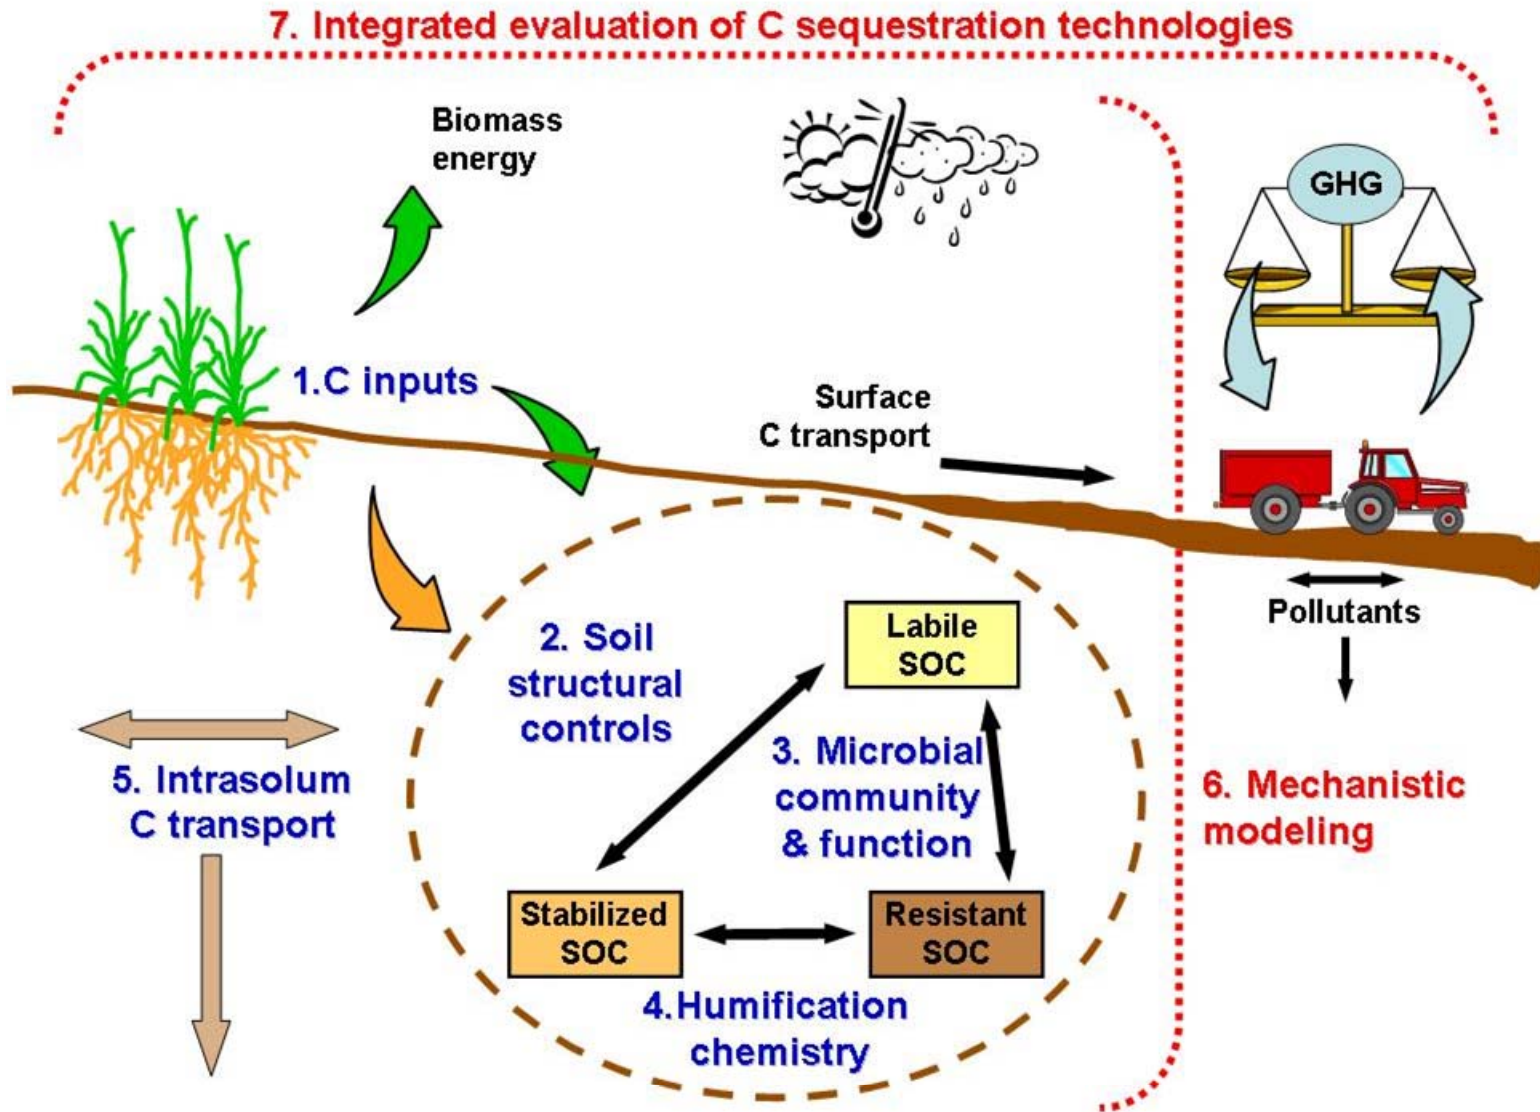 7. Integrated evaluation of C sequestration technologies
Biomass
energy
GHG
1.C inputs
Surface
C transport
Pollutants
2. Soil
structural
controls
Labile
SOC
3. Microbial
community
& function
5. Intrasolum
C transport
6. Mechanistic
modeling
Stabilized
SOC
Resistant
SOC
4.Humification
chemistry